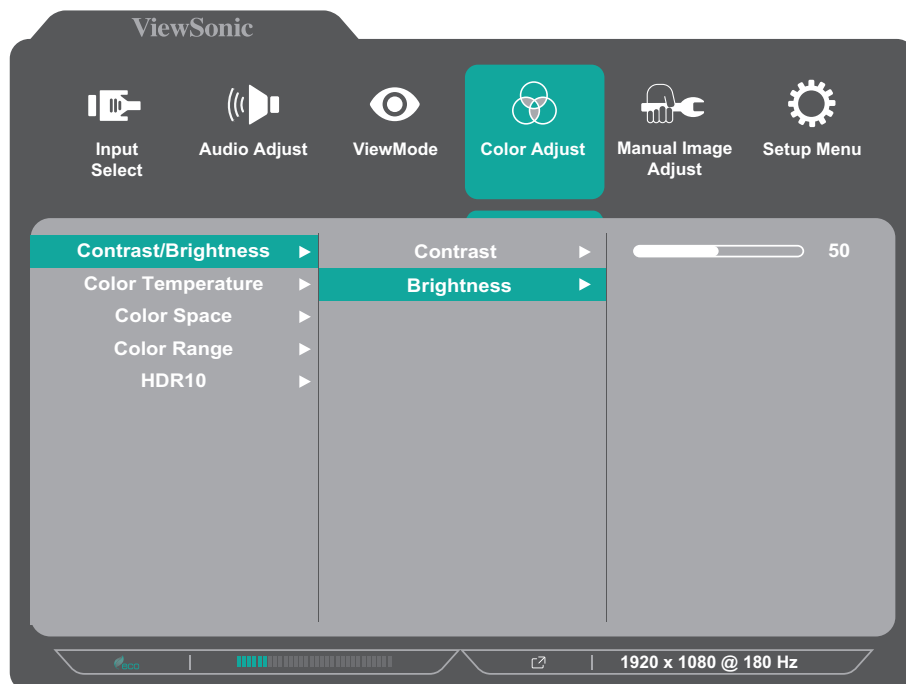 ViewSonic
Input Select
Audio Adjust
ViewMode
Color Adjust
Manual Image Adjust
Setup Menu
Contrast/Brightness
Contrast
50
Color Temperature
Brightness
Color Space
Color Range
HDR10
eco
1920 x 1080 @ 180 Hz